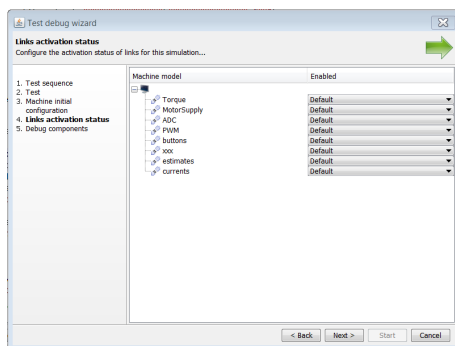 Test debug wizard
Links activation status
Configure the activation status of links for this simulation...
1. Test sequence
2. Test
3. Machine initial
configuration
4. Links activation status
5. Debug components
Machine model Enabled
Torque Default
MotorSupply Default
ADC Default
PWM Default
buttons Default
xxx Default
estimates Default
currents Default
< Back Next > Start Cancel